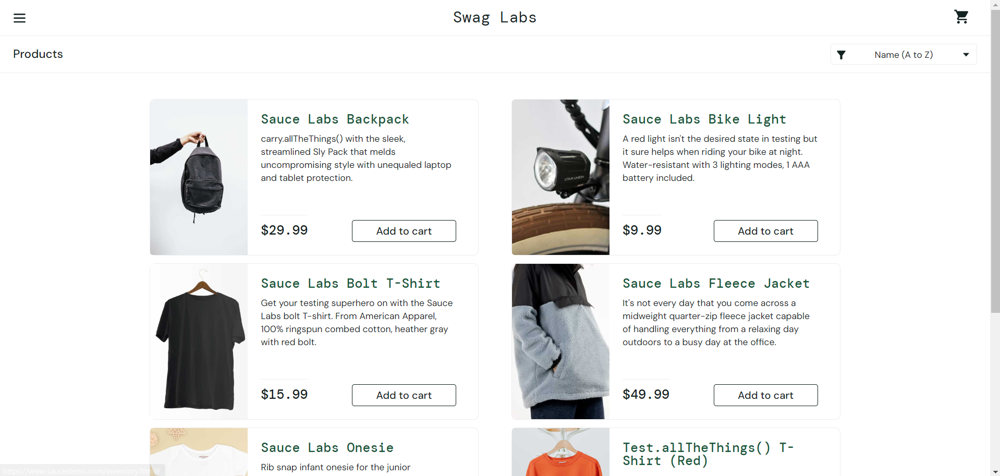 Swag Labs
Products
Name (A to Z)
Sauce Labs Backpack
carry.allTheThings() with the sleek,
streamlined Sly Pack that melds
uncompromising style with unequaled laptop
and tablet protection.
$29.99
Add to cart
Sauce Labs Bike Light
A red light isn't the desired state in testing but
it sure helps when riding your bike at night.
Water-resistant with 3 lighting modes, 1 AAA
battery included.
STAR UNION
$9.99
Add to cart
Sauce Labs Bolt T-Shirt
Get your testing superhero on with the Sauce
Labs bolt T-shirt. From American Apparel,
100% ringspun combed cotton, heather gray
with red bolt.
$15.99
Add to cart
Sauce Labs Fleece Jacket
It's not every day that you come across a
midweight quarter-zip fleece jacket capable
of handling everything from a relaxing day
outdoors to a busy day at the office.
$49.99
Add to cart
Sauce Labs Onesie
Rib snap infant onesie for the junior
Test.allTheThings() T-
Shirt (Red)
https://www.saucedemo.com/inventory.html#